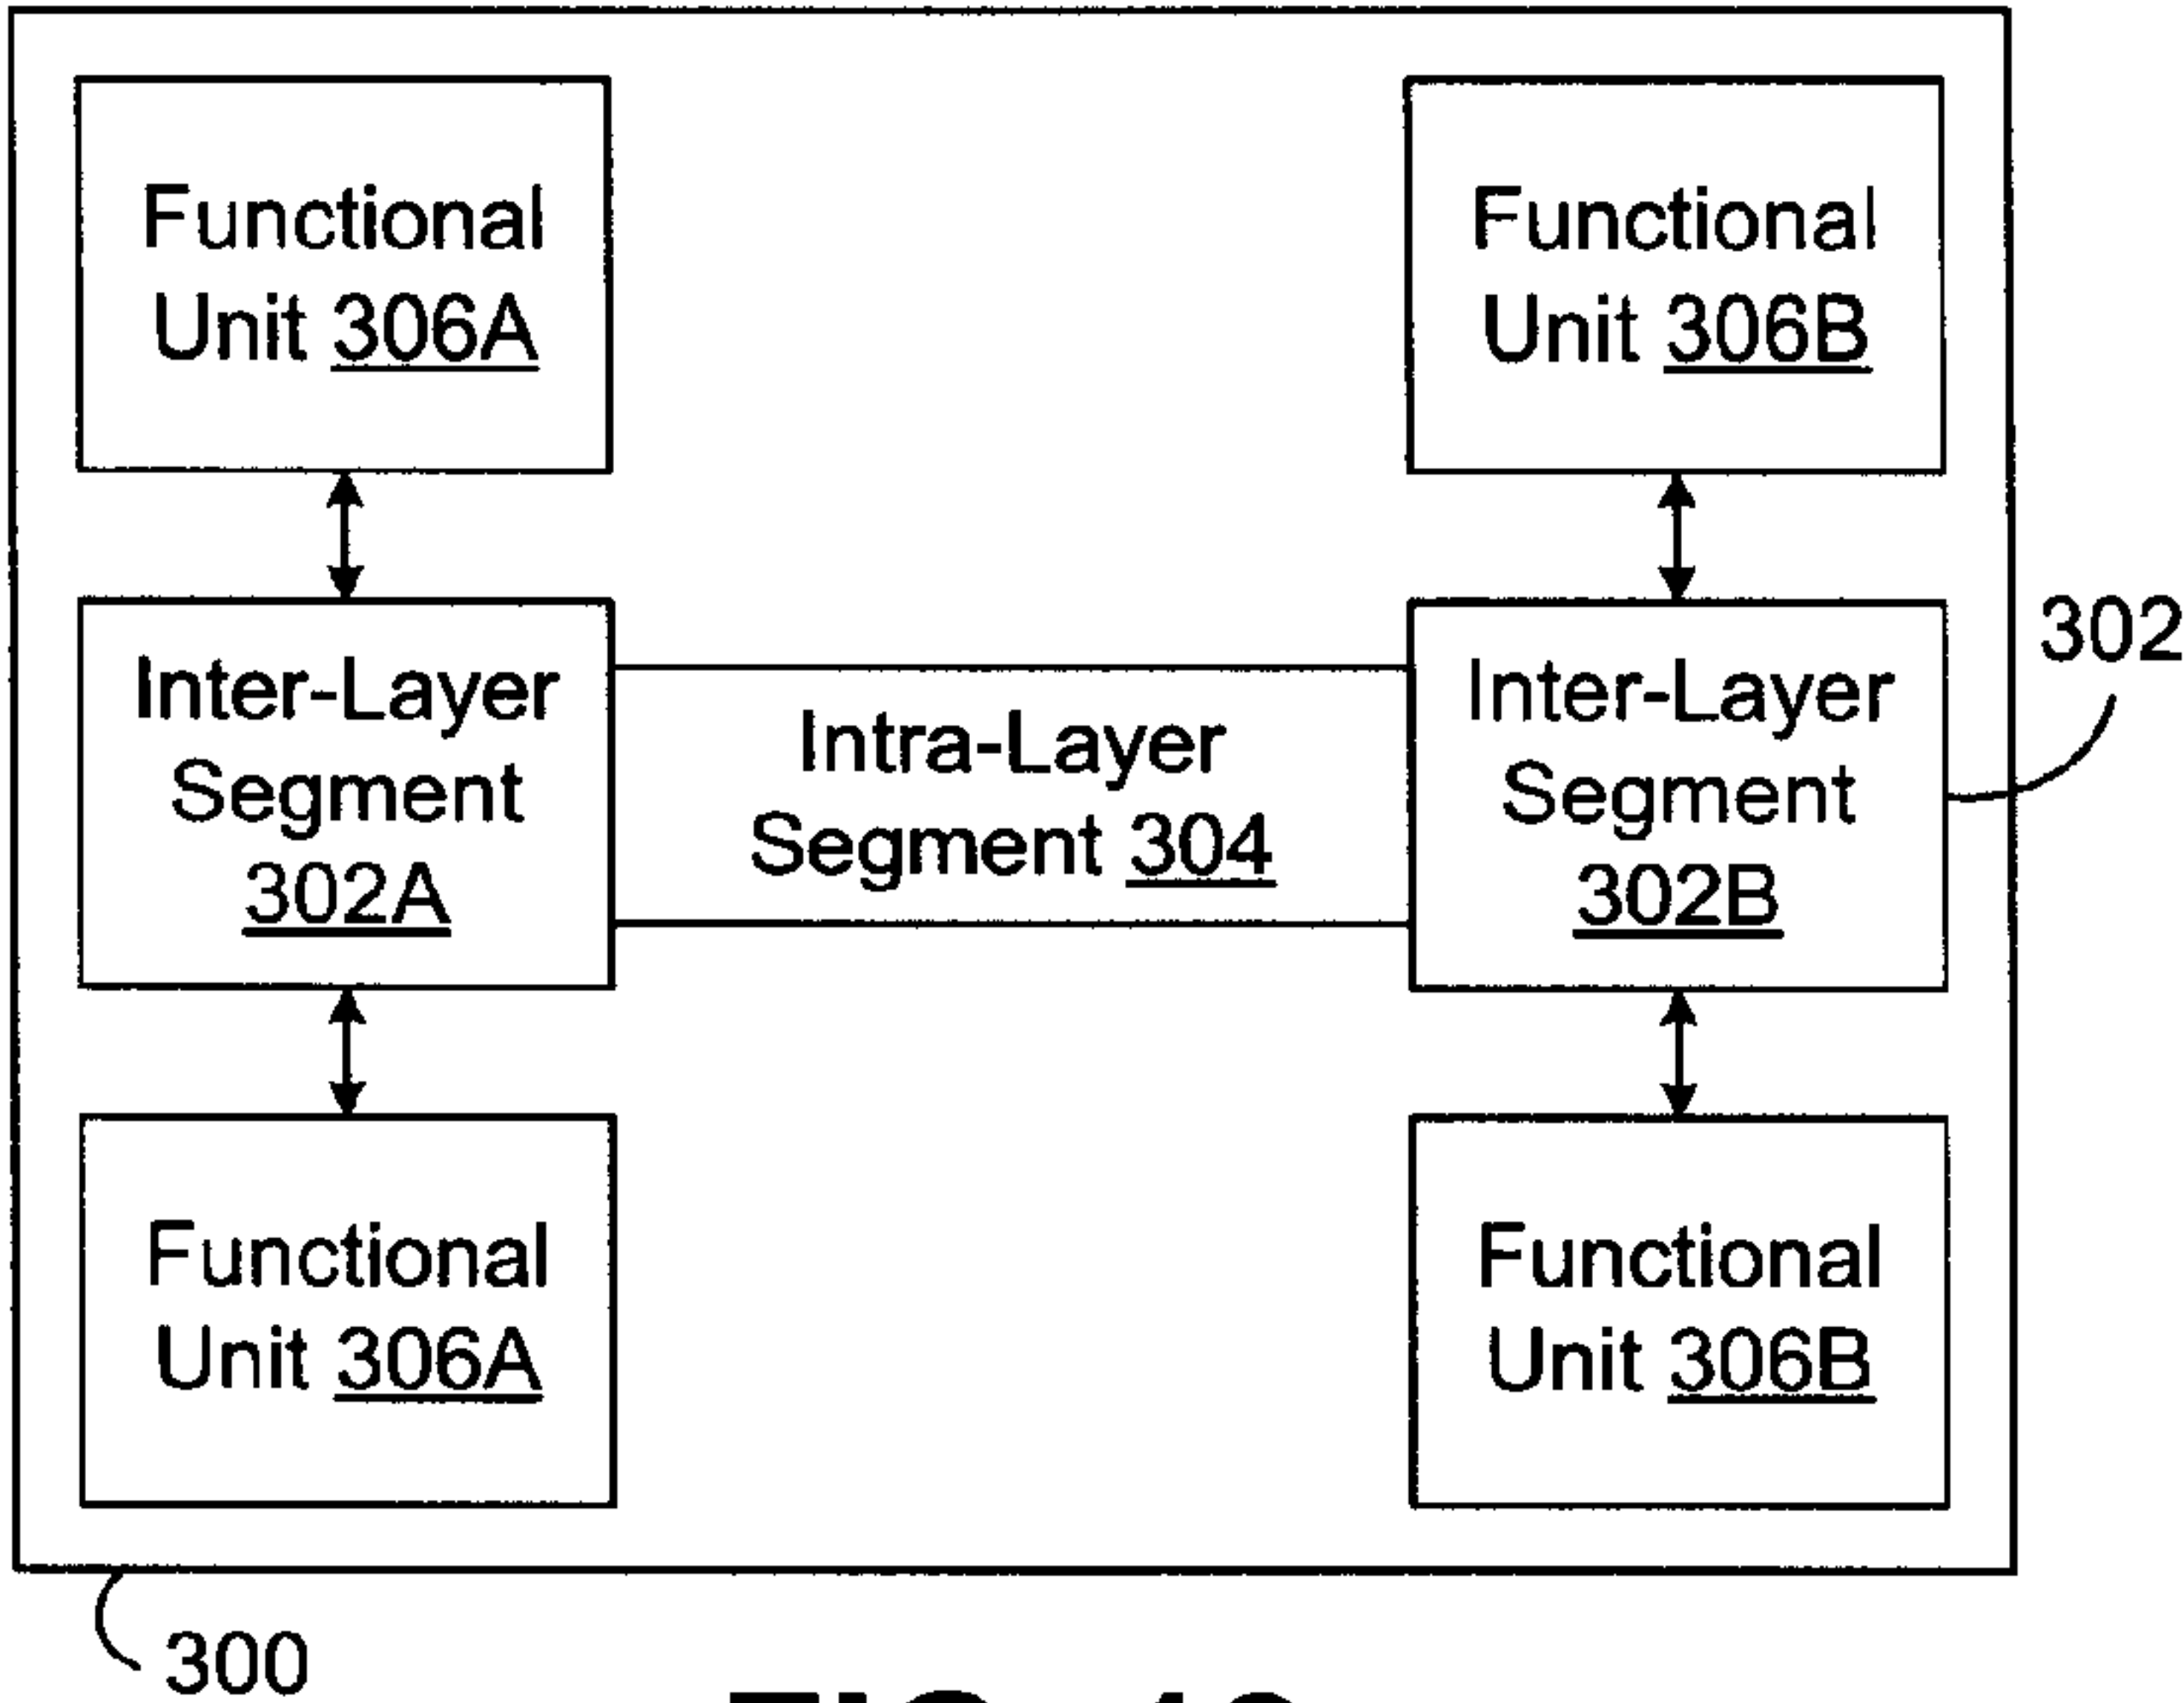 Functional
Unit 306A
Functional
Unit 306B
Inter-Layer
Segment
302A
Intra-Layer
Segment 304
Inter-Layer
Segment
302B
302
Functional
Unit 306A
Functional
Unit 306B
300